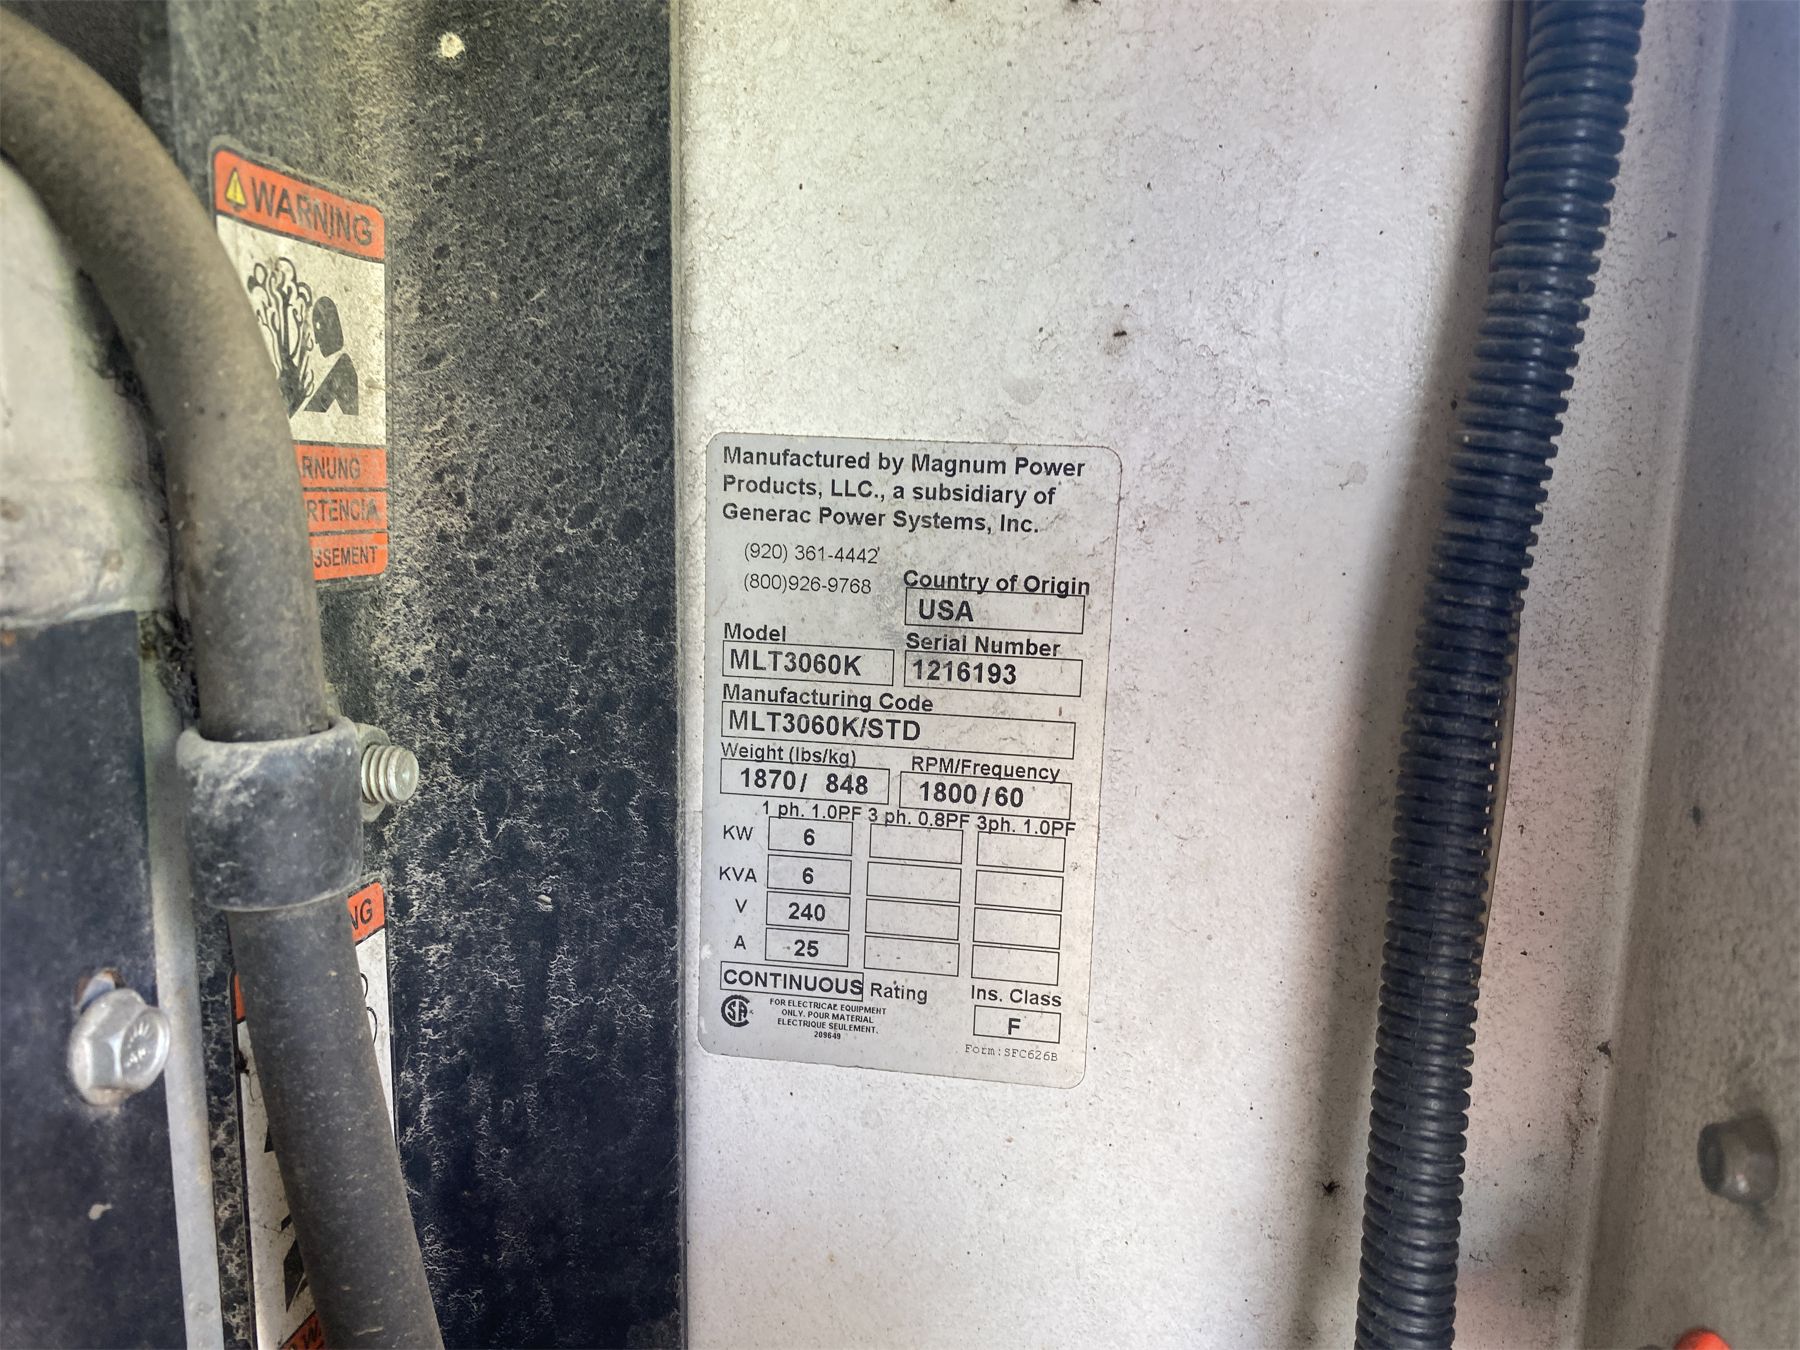 WARNING
RNUNG
RTENCIA
SSEMENT
NG
Manufactured by Magnum Power
Products, LLC., a subsidiary of
Generac Power Systems, Inc.
(920) 361-4442
(800)926-9768
Country of Origin
USA
Model
Serial Number
MLT3060K
1216193
Manufacturing Code
MLT3060K/STD
Weight (lbs/kg)
RPM/Frequency
1870/ 848
1800/60
1 ph. 1.0PF 3 ph. 0.8PF 3ph. 1.0PF
KW 6
KVA 6
V 240
A 25
CONTINUOUS Rating
Ins. Class
F
FOR ELECTRICAL EQUIPMENT
ONLY. POUR MATERIAL
ELECTRIQUE SEULEMENT.
209649
Form:SFC626B